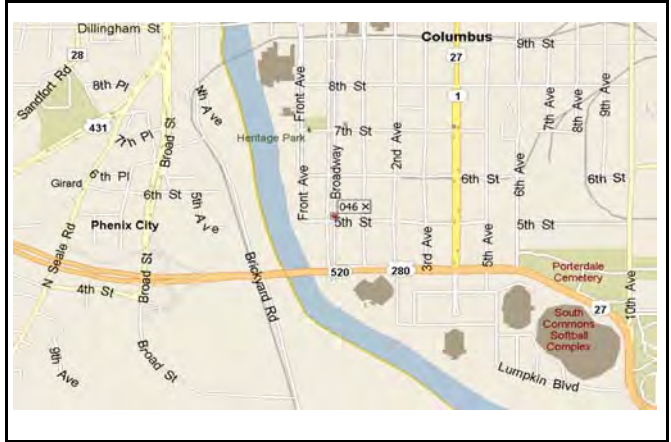 Dillingham St
Columbus
9th St
28
27
Sandfort Rd
8th Pl
Nth Ave
Front Ave
8th St
1
7th Ave
8th Ave
9th Ave
431
7th Pl
Broad St
Heritage Park
7th St
2nd Ave
Broadway
6th Ave
Girard
6th Pl
6th St
5th Ave
Front Ave
6th St
6th St
046 X
Phenix City
5th St
5th St
N Seale Rd
Broad St
Brickyard Rd
3rd Ave
5th Ave
520
280
Porterdale
Cemetery
10th Ave
4th St
27
South
Commons
Softball
Complex
9th Ave
Broad St
Lumpkin Blvd